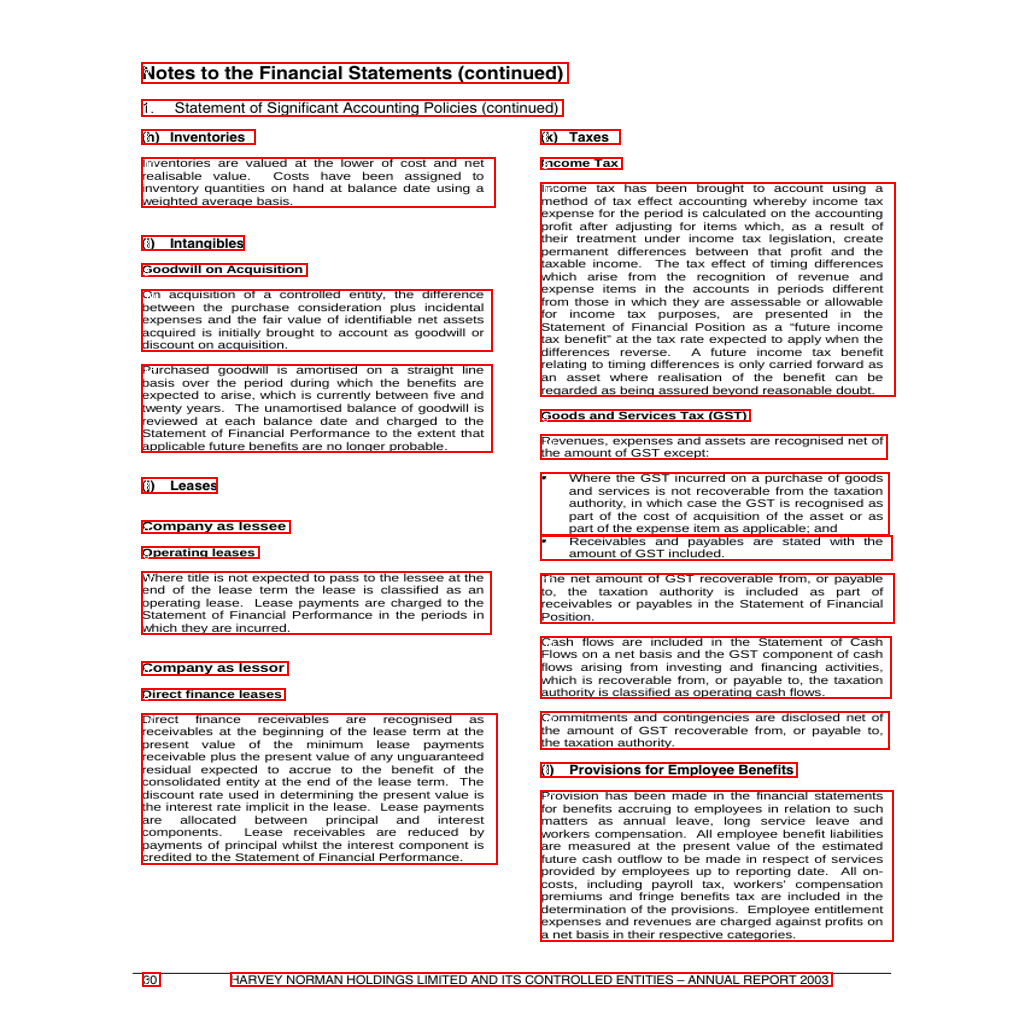 Notes to the Financial Statements (continued)
1. Statement of Significant Accounting Policies (continued)
(h) Inventories
Inventories are valued at the lower of cost and net
realisable value. Costs have been assigned to
inventory quantities on hand at balance date using a
weighted average basis.
(i) Intangibles
Goodwill on Acquisition
On acquisition of a controlled entity, the difference
between the purchase consideration plus incidental
expenses and the fair value of identifiable net assets
acquired is initially brought to account as goodwill or
discount on acquisition.
Purchased goodwill is amortised on a straight line
basis over the period during which the benefits are
expected to arise, which is currently between five and
twenty years. The unamortised balance of goodwill is
reviewed at each balance date and charged to the
Statement of Financial Performance to the extent that
applicable future benefits are no longer probable.
(j) Leases
Company as lessee
Operating leases
Where title is not expected to pass to the lessee at the
end of the lease term the lease is classified as an
operating lease. Lease payments are charged to the
Statement of Financial Performance in the periods in
which they are incurred.
Company as lessor
Direct finance leases
Direct finance receivables are recognised as
receivables at the beginning of the lease term at the
present value of the minimum lease payments
receivable plus the present value of any unguaranteed
residual expected to accrue to the benefit of the
consolidated entity at the end of the lease term. The
discount rate used in determining the present value is
the interest rate implicit in the lease. Lease payments
are allocated between principal and interest
components. Lease receivables are reduced by
payments of principal whilst the interest component is
credited to the Statement of Financial Performance.
(k) Taxes
Income Tax
Income tax has been brought to account using a
method of tax effect accounting whereby income tax
expense for the period is calculated on the accounting
profit after adjusting for items which, as a result of
their treatment under income tax legislation, create
permanent differences between that profit and the
taxable income. The tax effect of timing differences
which arise from the recognition of revenue and
expense items in the accounts in periods different
from those in which they are assessable or allowable
for income tax purposes, are presented in the
Statement of Financial Position as a “future income
tax benefit” at the tax rate expected to apply when the
differences reverse. A future income tax benefit
relating to timing differences is only carried forward as
an asset where realisation of the benefit can be
regarded as being assured beyond reasonable doubt.
Goods and Services Tax (GST)
Revenues, expenses and assets are recognised net of
the amount of GST except:
• Where the GST incurred on a purchase of goods
and services is not recoverable from the taxation
authority, in which case the GST is recognised as
part of the cost of acquisition of the asset or as
part of the expense item as applicable; and
• Receivables and payables are stated with the
amount of GST included.
The net amount of GST recoverable from, or payable
to, the taxation authority is included as part of
receivables or payables in the Statement of Financial
Position.
Cash flows are included in the Statement of Cash
Flows on a net basis and the GST component of cash
flows arising from investing and financing activities,
which is recoverable from, or payable to, the taxation
authority is classified as operating cash flows.
Commitments and contingencies are disclosed net of
the amount of GST recoverable from, or payable to,
the taxation authority.
(l) Provisions for Employee Benefits
Provision has been made in the financial statements
for benefits accruing to employees in relation to such
matters as annual leave, long service leave and
workers compensation. All employee benefit liabilities
are measured at the present value of the estimated
future cash outflow to be made in respect of services
provided by employees up to reporting date. All on-
costs, including payroll tax, workers’ compensation
premiums and fringe benefits tax are included in the
determination of the provisions. Employee entitlement
expenses and revenues are charged against profits on
a net basis in their respective categories.
HARVEY NORMAN HOLDINGS LIMITED AND ITS CONTROLLED ENTITIES – ANNUAL REPORT 2003